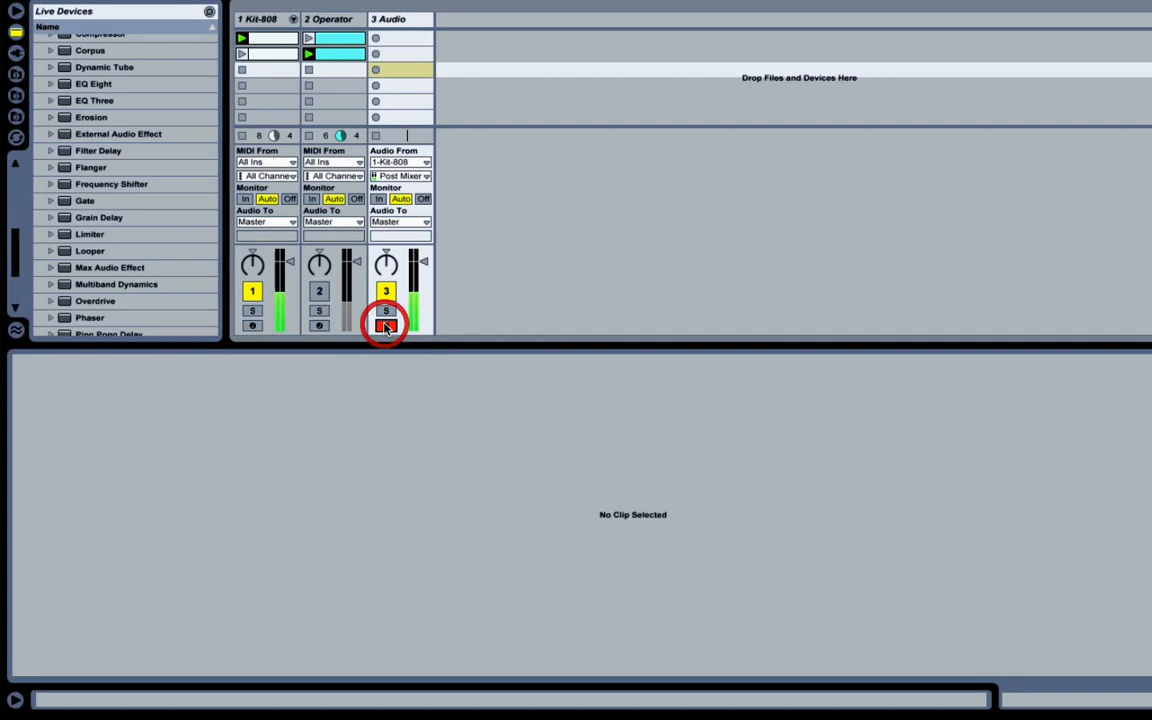 Live Devices
Name
Compressor
Corpus
Dynamic Tube
EQ Eight
EQ Three
Erosion
External Audio Effect
Filter Delay
Flanger
Frequency Shifter
Gate
Grain Delay
Limiter
Looper
Max Audio Effect
Multiband Dynamics
Overdrive
Phaser
Ping Pong Delay
1 Kit-808 2 Operator 3 Audio
Drop Files and Devices Here
8 4 6 4
MIDI From MIDI From Audio From
All Ins All Ins 1-Kit-808
All Channe All Channe Post Mixer
Monitor Monitor Monitor
In Auto Off In Auto Off In Auto Off
Audio To Audio To Audio To
Master Master Master
1 2 3
S S S
No Clip Selected